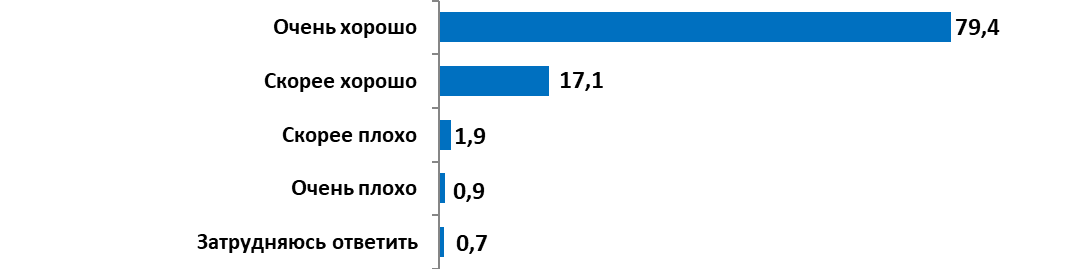 Очень хорошо 79,4
Скорее хорошо 17,1
Скорее плохо 1,9
Очень плохо 0,9
Затрудняюсь ответить 0,7